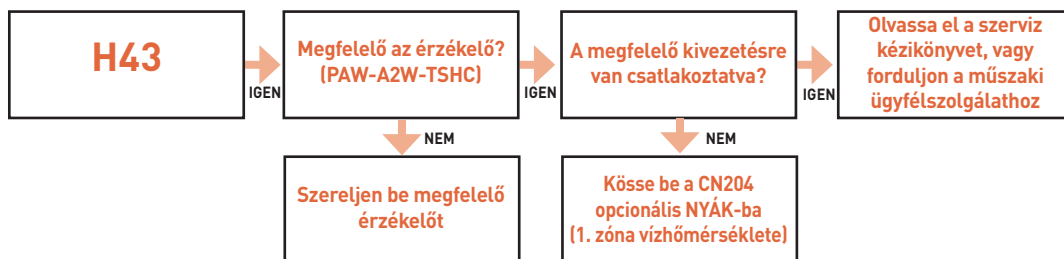 H43
IGEN
Megfelelő az érzékelő?
(PAW-A2W-TSHC)
IGEN
A megfelelő kivezetésre
van csatlakoztatva?
IGEN
Olvassa el a szerviz
kézikönyvet, vagy
forduljon a műszaki
ügyfélszolgálathoz
NEM
NEM
Szereljen be megfelelő
érzékelőt
Kösse be a CN204
opcionális NYÁK-ba
(1. zóna vízhőmérséklete)